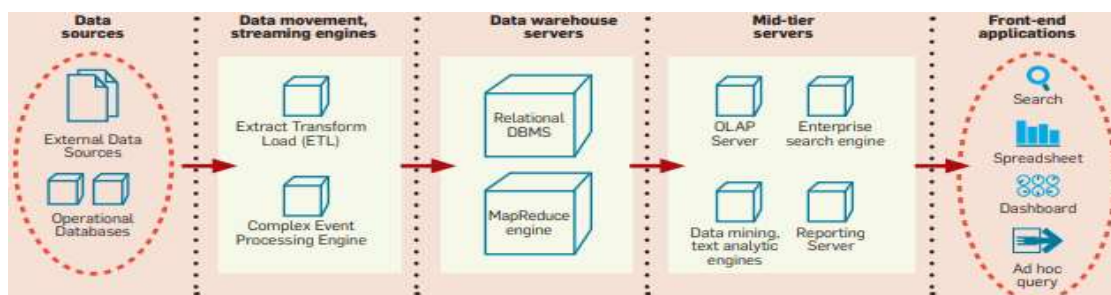 Data
sources
Data movement,
streaming engines
Data warehouse
servers
Mid-tier
servers
Front-end
applications
External Data
Sources
Operational
Databases
Extract Transform
Load (ETL)
Complex Event
Processing Engine
Relational
DBMS
MapReduce
engine
OLAP
Server
Enterprise
search engine
Data mining,
text analytic
engines
Reporting
Server
Search
Spreadsheet
Dashboard
Ad hoc
query